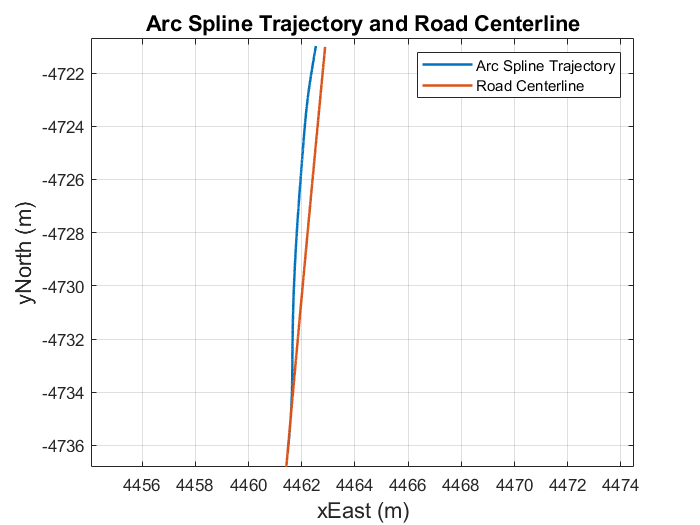 Arc Spline Trajectory and Road Centerline
Arc Spline Trajectory
Road Centerline
yNorth (m)
-4722
-4724
-4726
-4728
-4730
-4732
-4734
-4736
4456 4458 4460 4462 4464 4466 4468 4470 4472 4474
xEast (m)